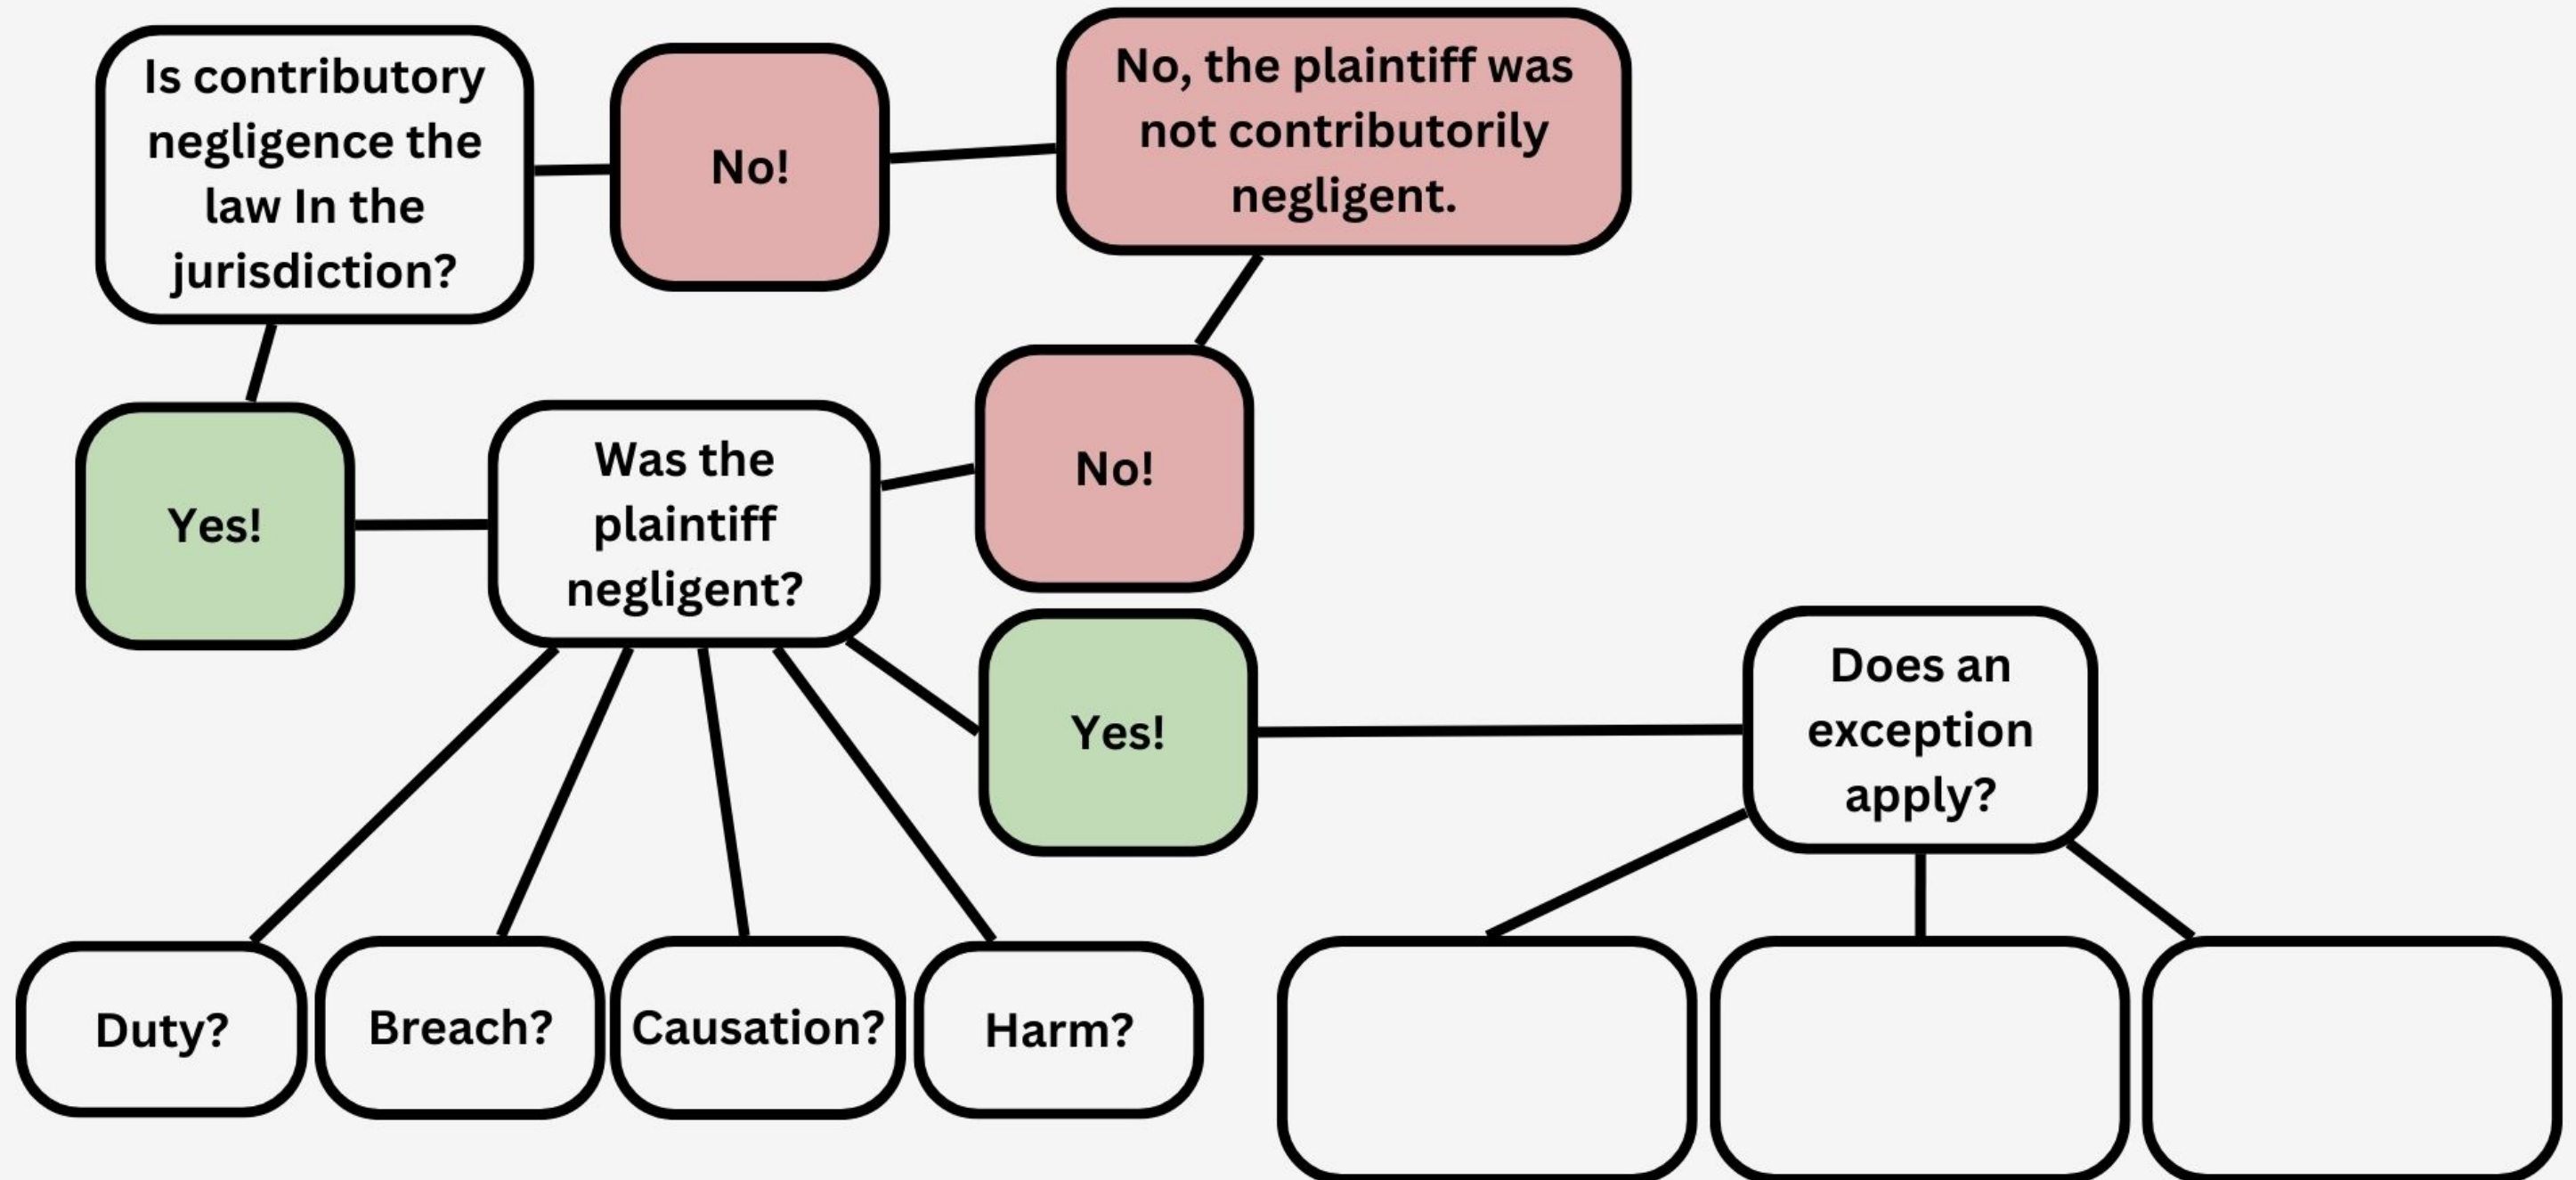 Is contributory
negligence the
law In the
jurisdiction?
No!
No, the plaintiff was
not contributorily
negligent.
Yes!
Was the
plaintiff
negligent?
No!
Yes!
Does an
exception
apply?
Duty?
Breach?
Causation?
Harm?